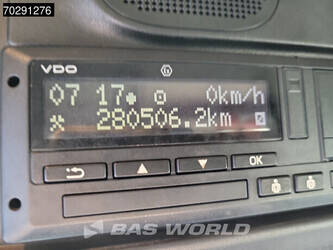 70291276
VDO
07 17 0km/h
280506.2km
OK
BAS WORLD